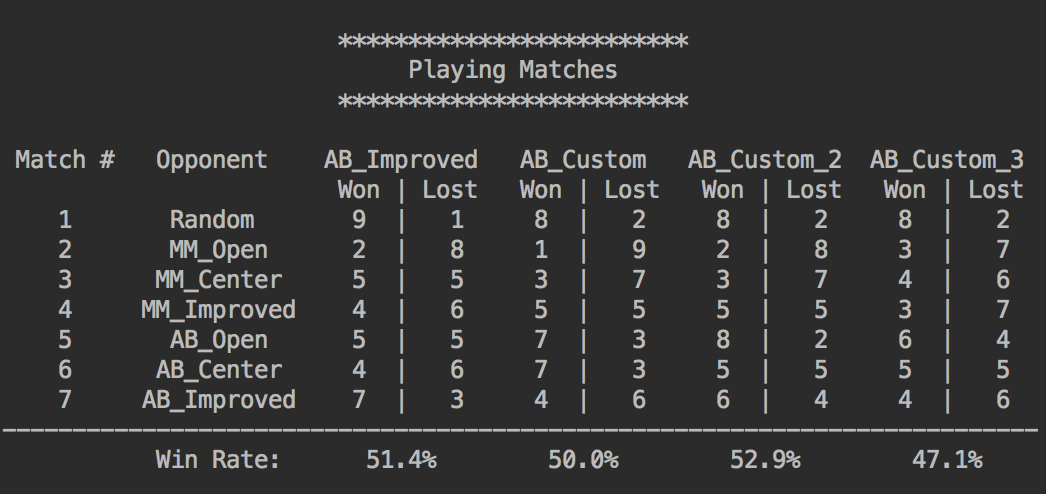 *************************
Playing Matches
*************************
Match # Opponent AB_Improved AB_Custom AB_Custom_2 AB_Custom_3
Won | Lost Won | Lost Won | Lost Won | Lost
1 Random 9 | 1 8 | 2 8 | 2 8 | 2
2 MM_Open 2 | 8 1 | 9 2 | 8 3 | 7
3 MM_Center 5 | 5 3 | 7 3 | 7 4 | 6
4 MM_Improved 4 | 6 5 | 5 5 | 5 3 | 7
5 AB_Open 5 | 5 7 | 3 8 | 2 6 | 4
6 AB_Center 4 | 6 7 | 3 5 | 5 5 | 5
7 AB_Improved 7 | 3 4 | 6 6 | 4 4 | 6
--------------------------------------------------------------------------
Win Rate: 51.4% 50.0% 52.9% 47.1%